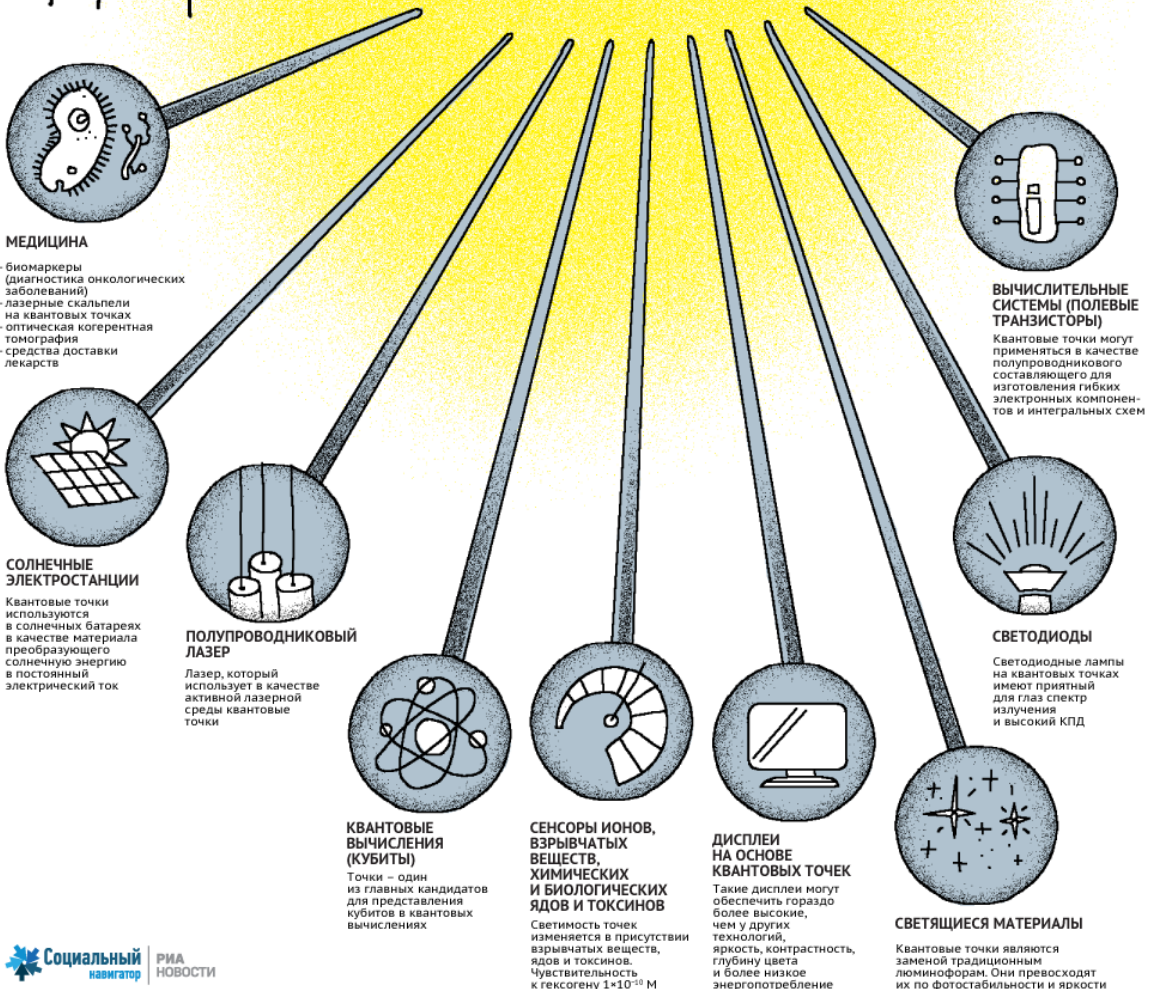 МЕДИЦИНА
- биомаркеры
(диагностика онкологических
заболеваний)
- лазерные скальпели
на квантовых точках
- оптическая когерентная
томография
- средства доставки
лекарств
ВЫЧИСЛИТЕЛЬНЫЕ
СИСТЕМЫ (ПОЛЕВЫЕ
ТРАНЗИСТОРЫ)
Квантовые точки могут
применяться в качестве
полупроводникового
составляющего для
изготовления гибких
электронных компонен-
тов и интегральных схем
СОЛНЕЧНЫЕ
ЭЛЕКТРОСТАНЦИИ
Квантовые точки
используются
в солнечных батареях
в качестве материала
преобразующего
солнечную энергию
в постоянный
электрический ток
ПОЛУПРОВОДНИКОВЫЙ
ЛАЗЕР
Лазер, который
использует в качестве
активной лазерной
среды квантовые
точки
СВЕТОДИОДЫ
Светодиодные лампы
на квантовых точках
имеют приятный
для глаз спектр
излучения
и высокий КПД
КВАНТОВЫЕ
ВЫЧИСЛЕНИЯ
(КУБИТЫ)
Точки – один
из главных кандидатов
для представления
кубитов в квантовых
вычислениях
СЕНСОРЫ ИОНОВ,
ВЗРЫВЧАТЫХ
ВЕЩЕСТВ,
ХИМИЧЕСКИХ
И БИОЛОГИЧЕСКИХ
ЯДОВ И ТОКСИНОВ
Светимость точек
изменяется в присутствии
взрывчатых веществ,
ядов и токсинов.
Чувствительность
к гексогену 1×10⁻¹⁰ М
ДИСПЛЕИ
НА ОСНОВЕ
КВАНТОВЫХ ТОЧЕК
Такие дисплеи могут
обеспечить гораздо
более высокие,
чем у других
технологий,
яркость, контрастность,
глубину цвета
и более низкое
энергопотребление
СВЕТЯЩИЕСЯ МАТЕРИАЛЫ
Квантовые точки являются
заменой традиционным
люминофорам. Они превосходят
их по фотостабильности и яркости
Социальный
навигатор
РИА
НОВОСТИ